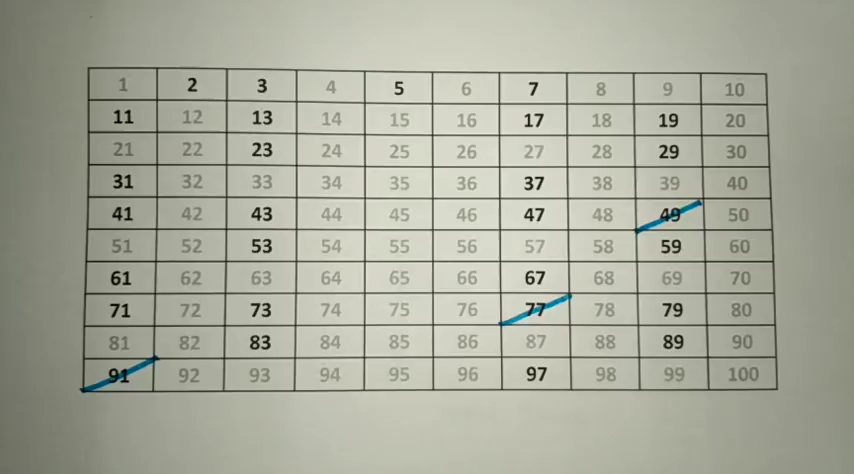 1 2 3 4 5 6 7 8 9 10
11 12 13 14 15 16 17 18 19 20
21 22 23 24 25 26 27 28 29 30
31 32 33 34 35 36 37 38 39 40
41 42 43 44 45 46 47 48 49 50
51 52 53 54 55 56 57 58 59 60
61 62 63 64 65 66 67 68 69 70
71 72 73 74 75 76 77 78 79 80
81 82 83 84 85 86 87 88 89 90
91 92 93 94 95 96 97 98 99 100